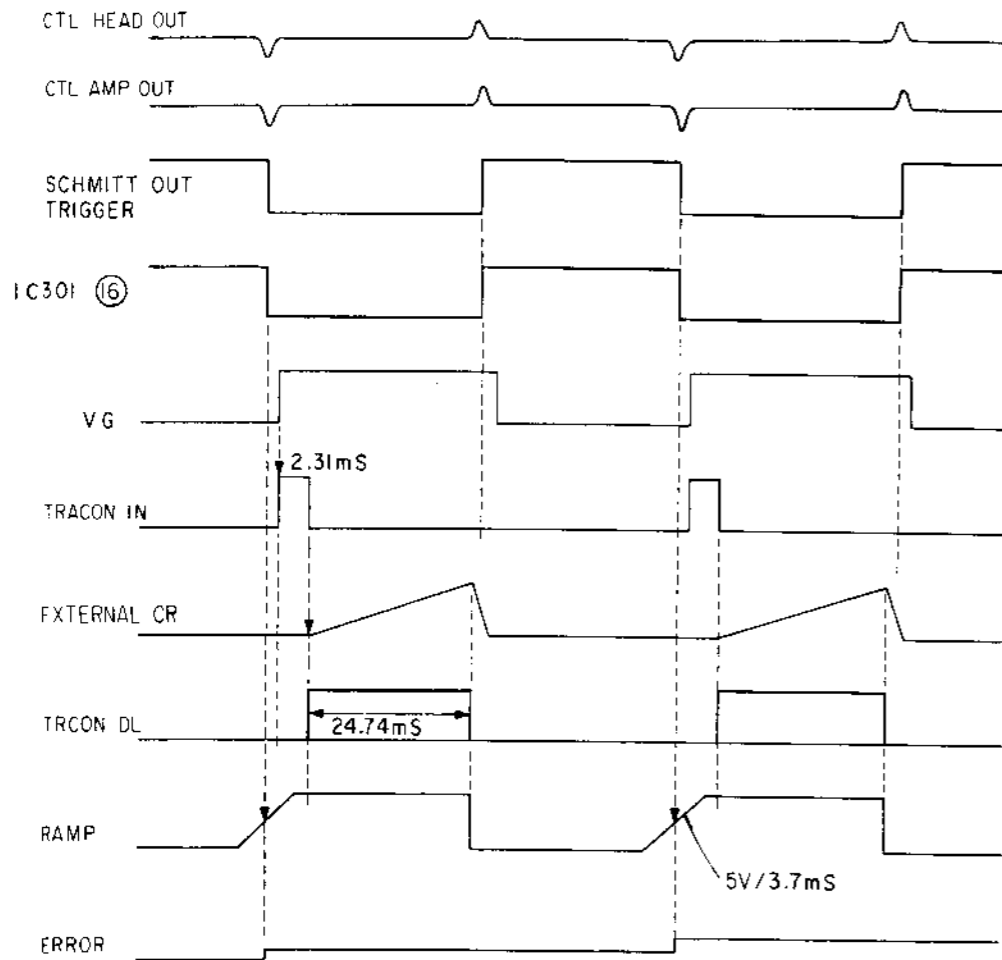 CTL HEAD OUT
CTL AMP OUT
SCHMITT OUT
TRIGGER
IC301 16
VG
2.31mS
TRACON IN
EXTERNAL CR
TRCON DL
24.74mS
RAMP
5V/3.7mS
ERROR